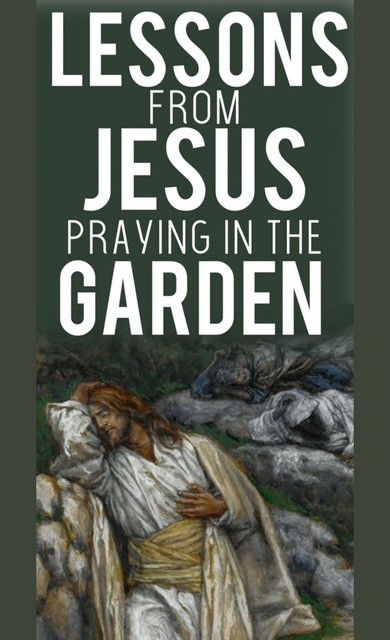 LESSONS
FROM
JESUS
PRAYING IN THE
GARDEN